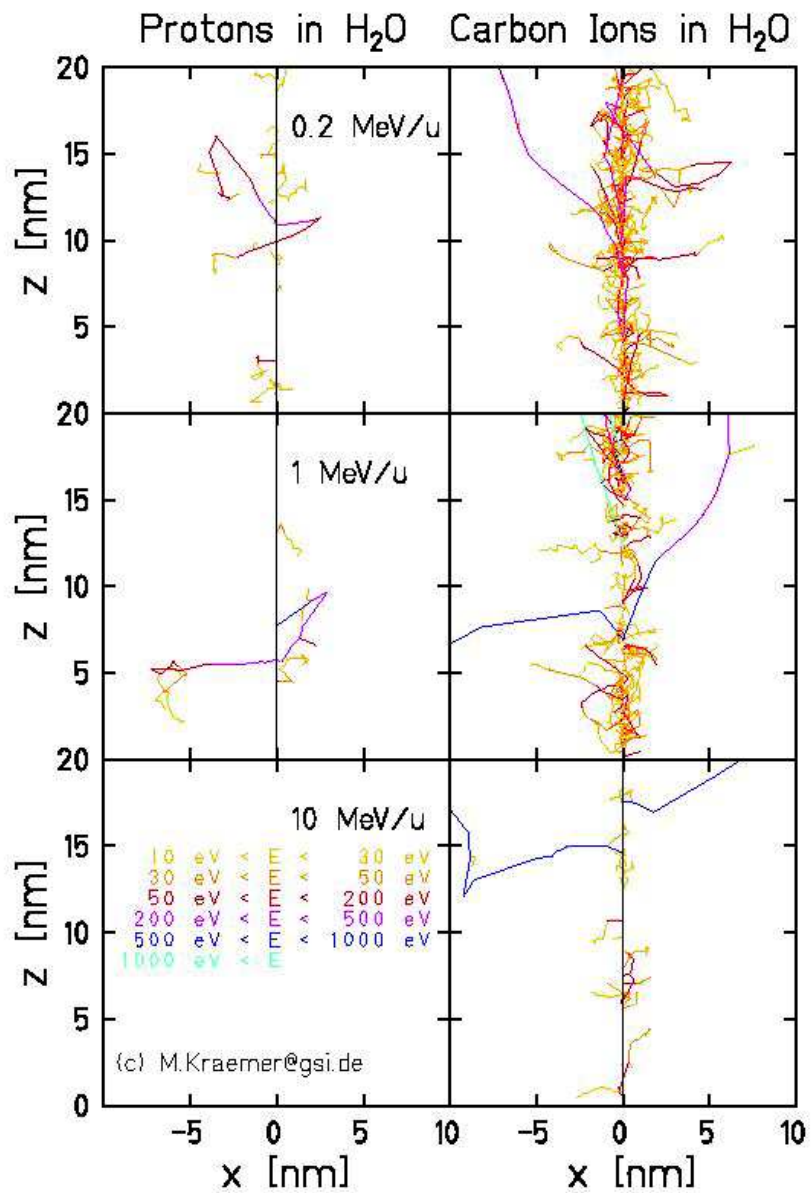 Protons in H₂O Carbon Ions in H₂O
20
0.2 MeV/u
15
z [nm]
10
5
20
1 MeV/u
15
z [nm]
10
5
20
10 MeV/u
10 eV < E < 30 eV
15
30 eV < E < 50 eV
50 eV < E < 200 eV
200 eV < E < 500 eV
z [nm]
10
500 eV < E < 1000 eV
1000 eV < E
5
(c) M.Kraemer@gsi.de
0
-5 0 5 10 -5 0 5 10
x [nm] x [nm]